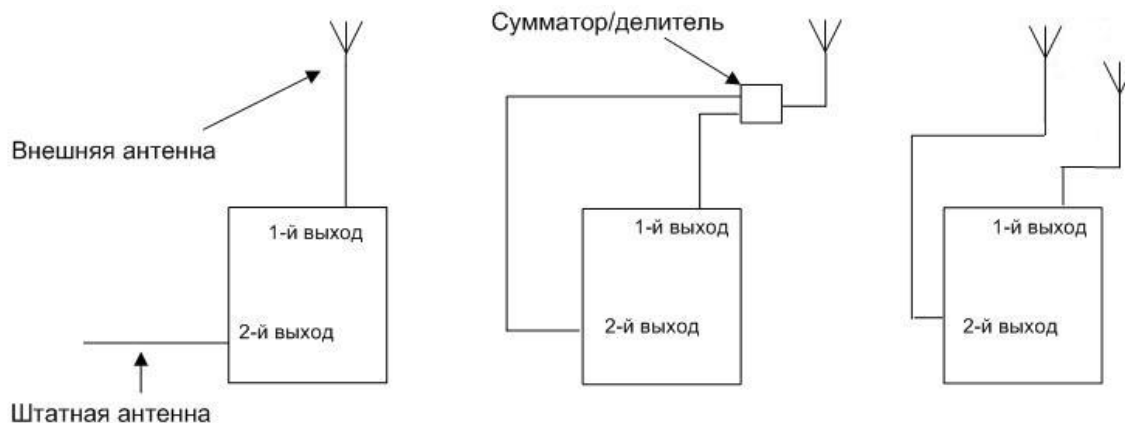 Сумматор/делитель
Внешняя антенна
1-й выход
2-й выход
Штатная антенна
1-й выход
2-й выход
1-й выход
2-й выход